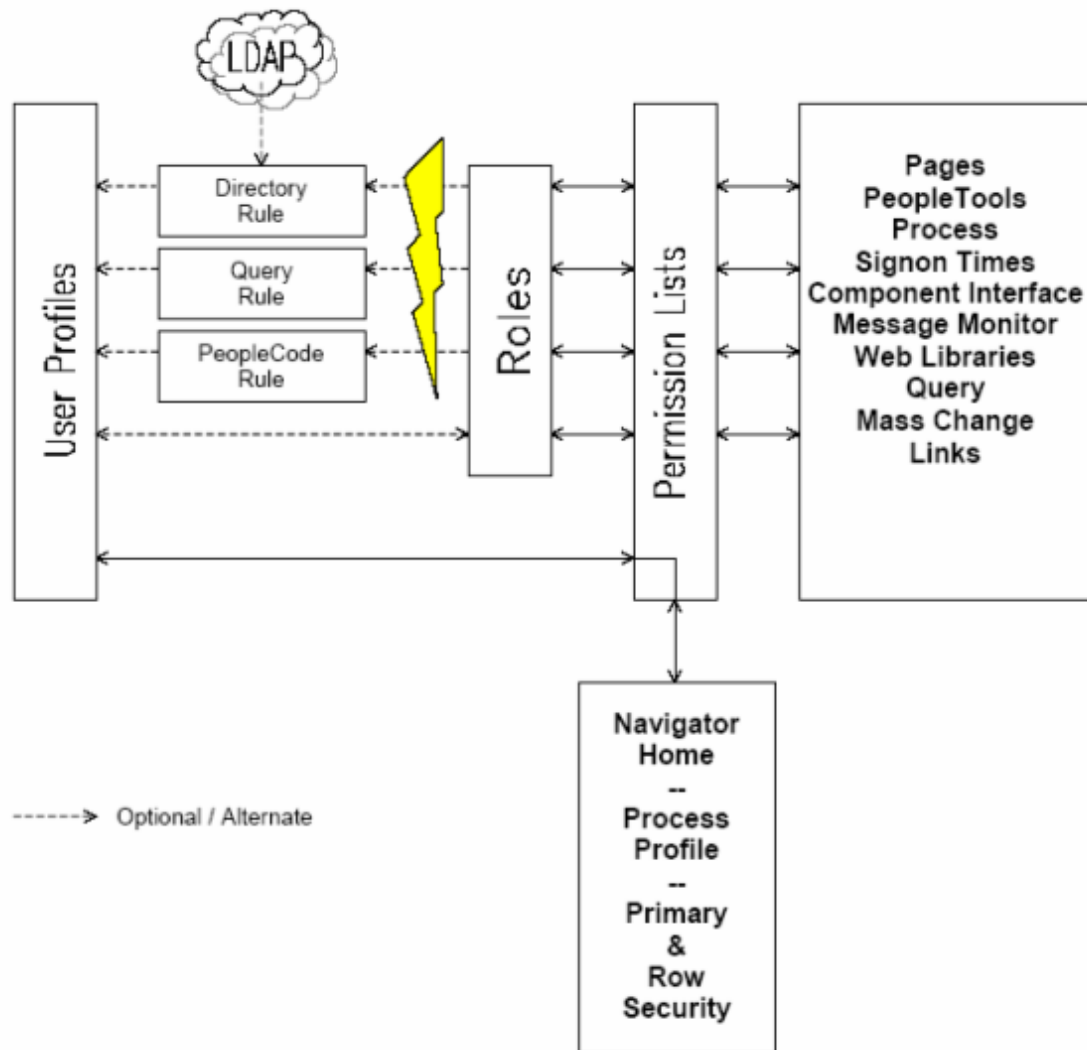 LDAP
User Profiles
Directory
Rule
Query
Rule
PeopleCode
Rule
Roles
Permission Lists
Pages
PeopleTools
Process
Signon Times
Component Interface
Message Monitor
Web Libraries
Query
Mass Change
Links
Navigator
Home
--
Process
Profile
--
Primary
&
Row
Security
Optional / Alternate